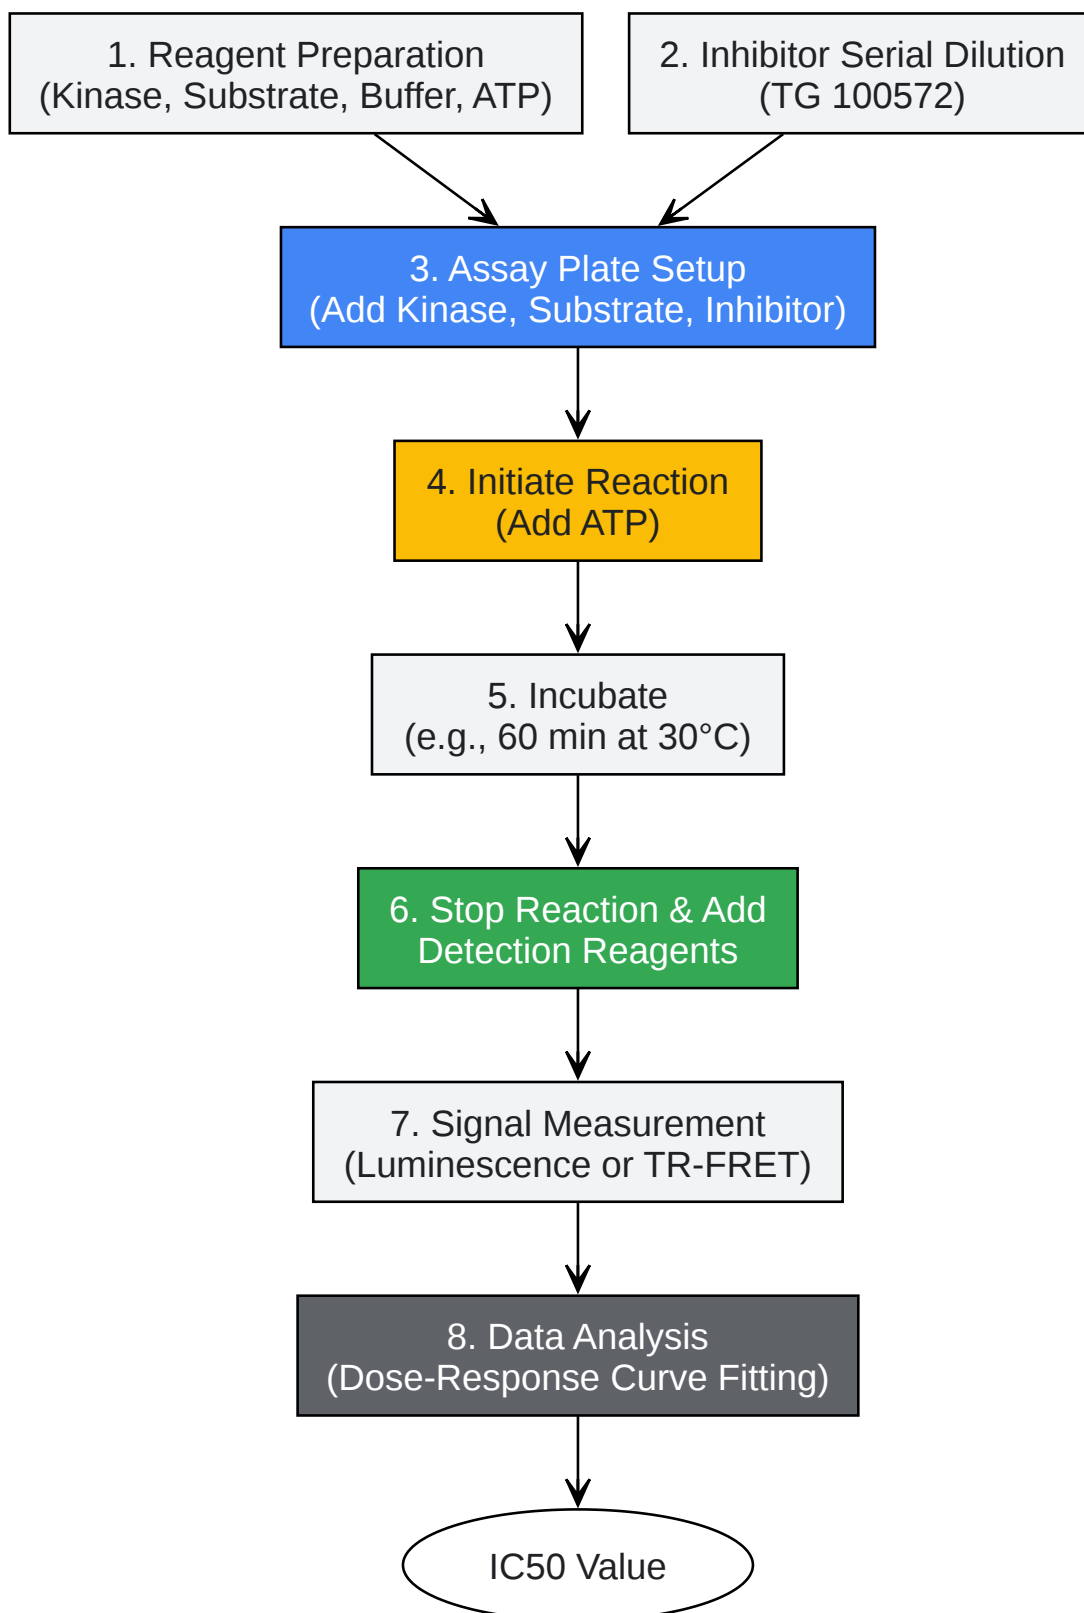 1. Reagent Preparation
(Kinase, Substrate, Buffer, ATP)
2. Inhibitor Serial Dilution
(TG 100572)
3. Assay Plate Setup
(Add Kinase, Substrate, Inhibitor)
4. Initiate Reaction
(Add ATP)
5. Incubate
(e.g., 60 min at 30°C)
6. Stop Reaction & Add
Detection Reagents
7. Signal Measurement
(Luminescence or TR-FRET)
8. Data Analysis
(Dose-Response Curve Fitting)
IC50 Value